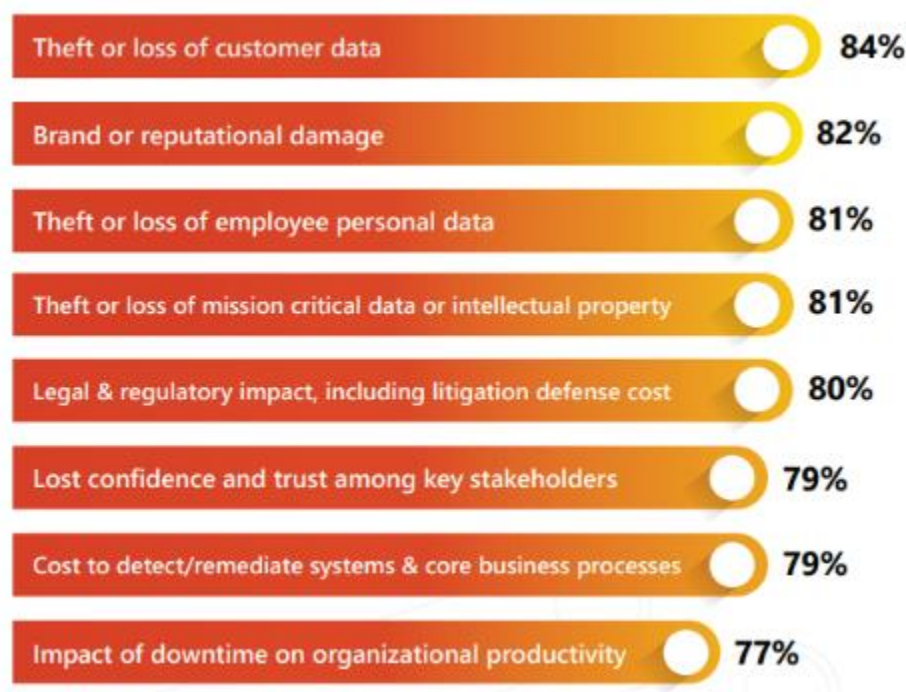 Theft or loss of customer data 84%
Brand or reputational damage 82%
Theft or loss of employee personal data 81%
Theft or loss of mission critical data or intellectual property 81%
Legal & regulatory impact, including litigation defense cost 80%
Lost confidence and trust among key stakeholders 79%
Cost to detect/remediate systems & core business processes 79%
Impact of downtime on organizational productivity 77%